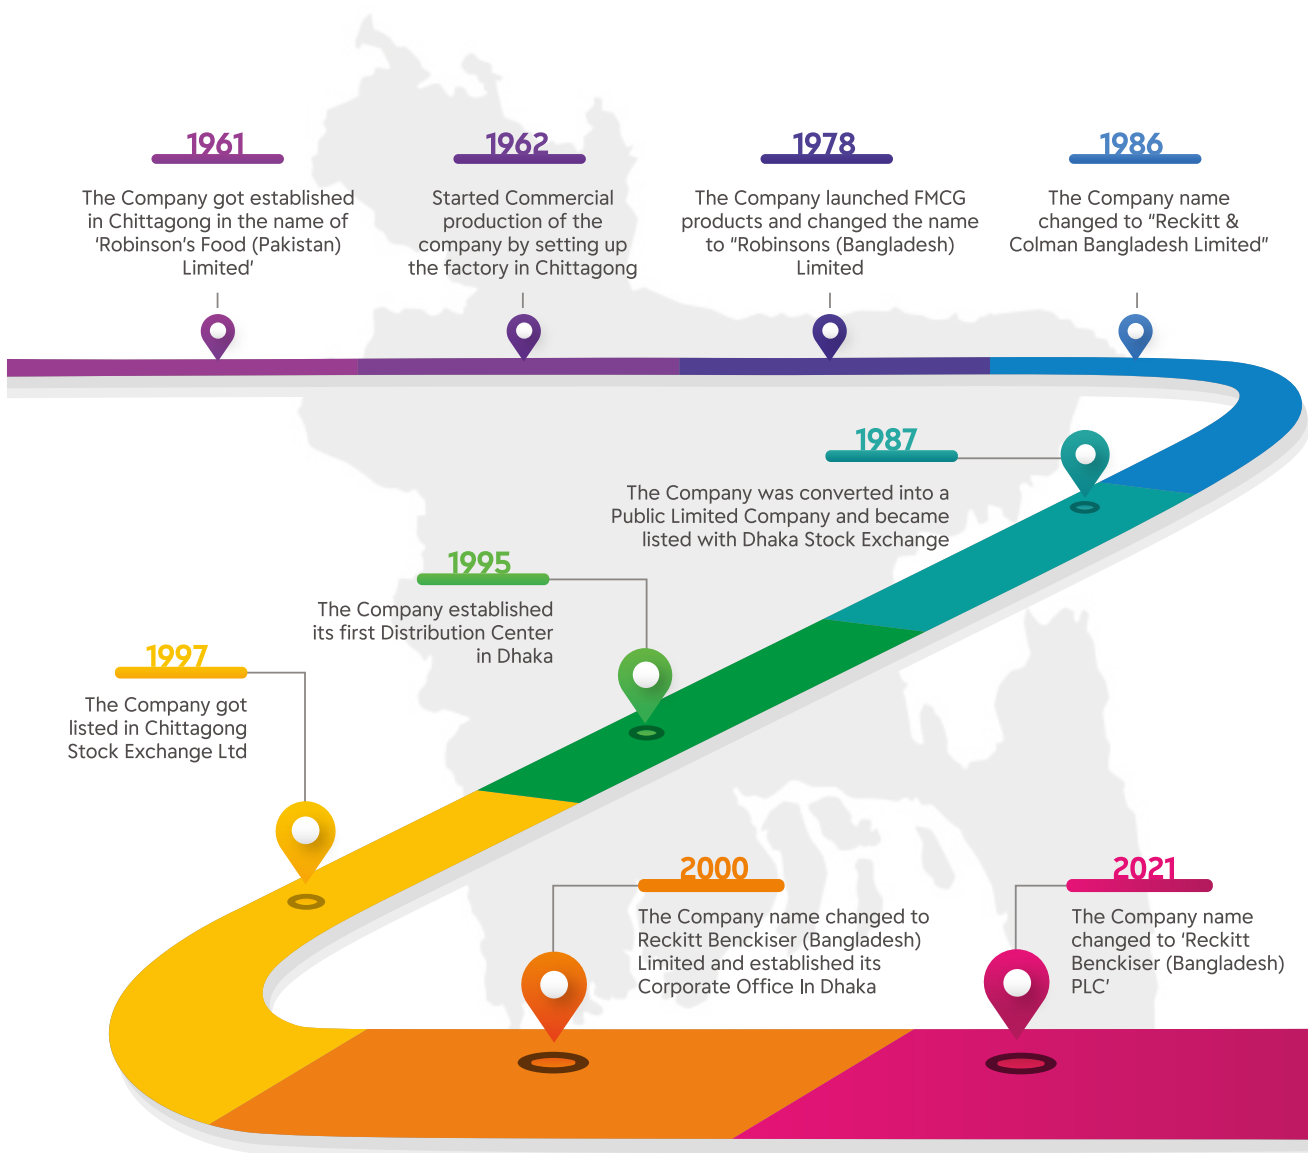 1961
The Company got established
in Chittagong in the name of
'Robinson's Food (Pakistan)
Limited'
1962
Started Commercial
production of the
company by setting up
the factory in Chittagong
1978
The Company launched FMCG
products and changed the name
to “Robinsons (Bangladesh)
Limited
1986
The Company name
changed to “Reckitt &
Colman Bangladesh Limited”
1987
The Company was converted into a
Public Limited Company and became
listed with Dhaka Stock Exchange
1995
The Company established
its first Distribution Center
in Dhaka
1997
The Company got
listed in Chittagong
Stock Exchange Ltd
2000
The Company name changed to
Reckitt Benckiser (Bangladesh)
Limited and established its
Corporate Office In Dhaka
2021
The Company name
changed to 'Reckitt
Benckiser (Bangladesh)
PLC'